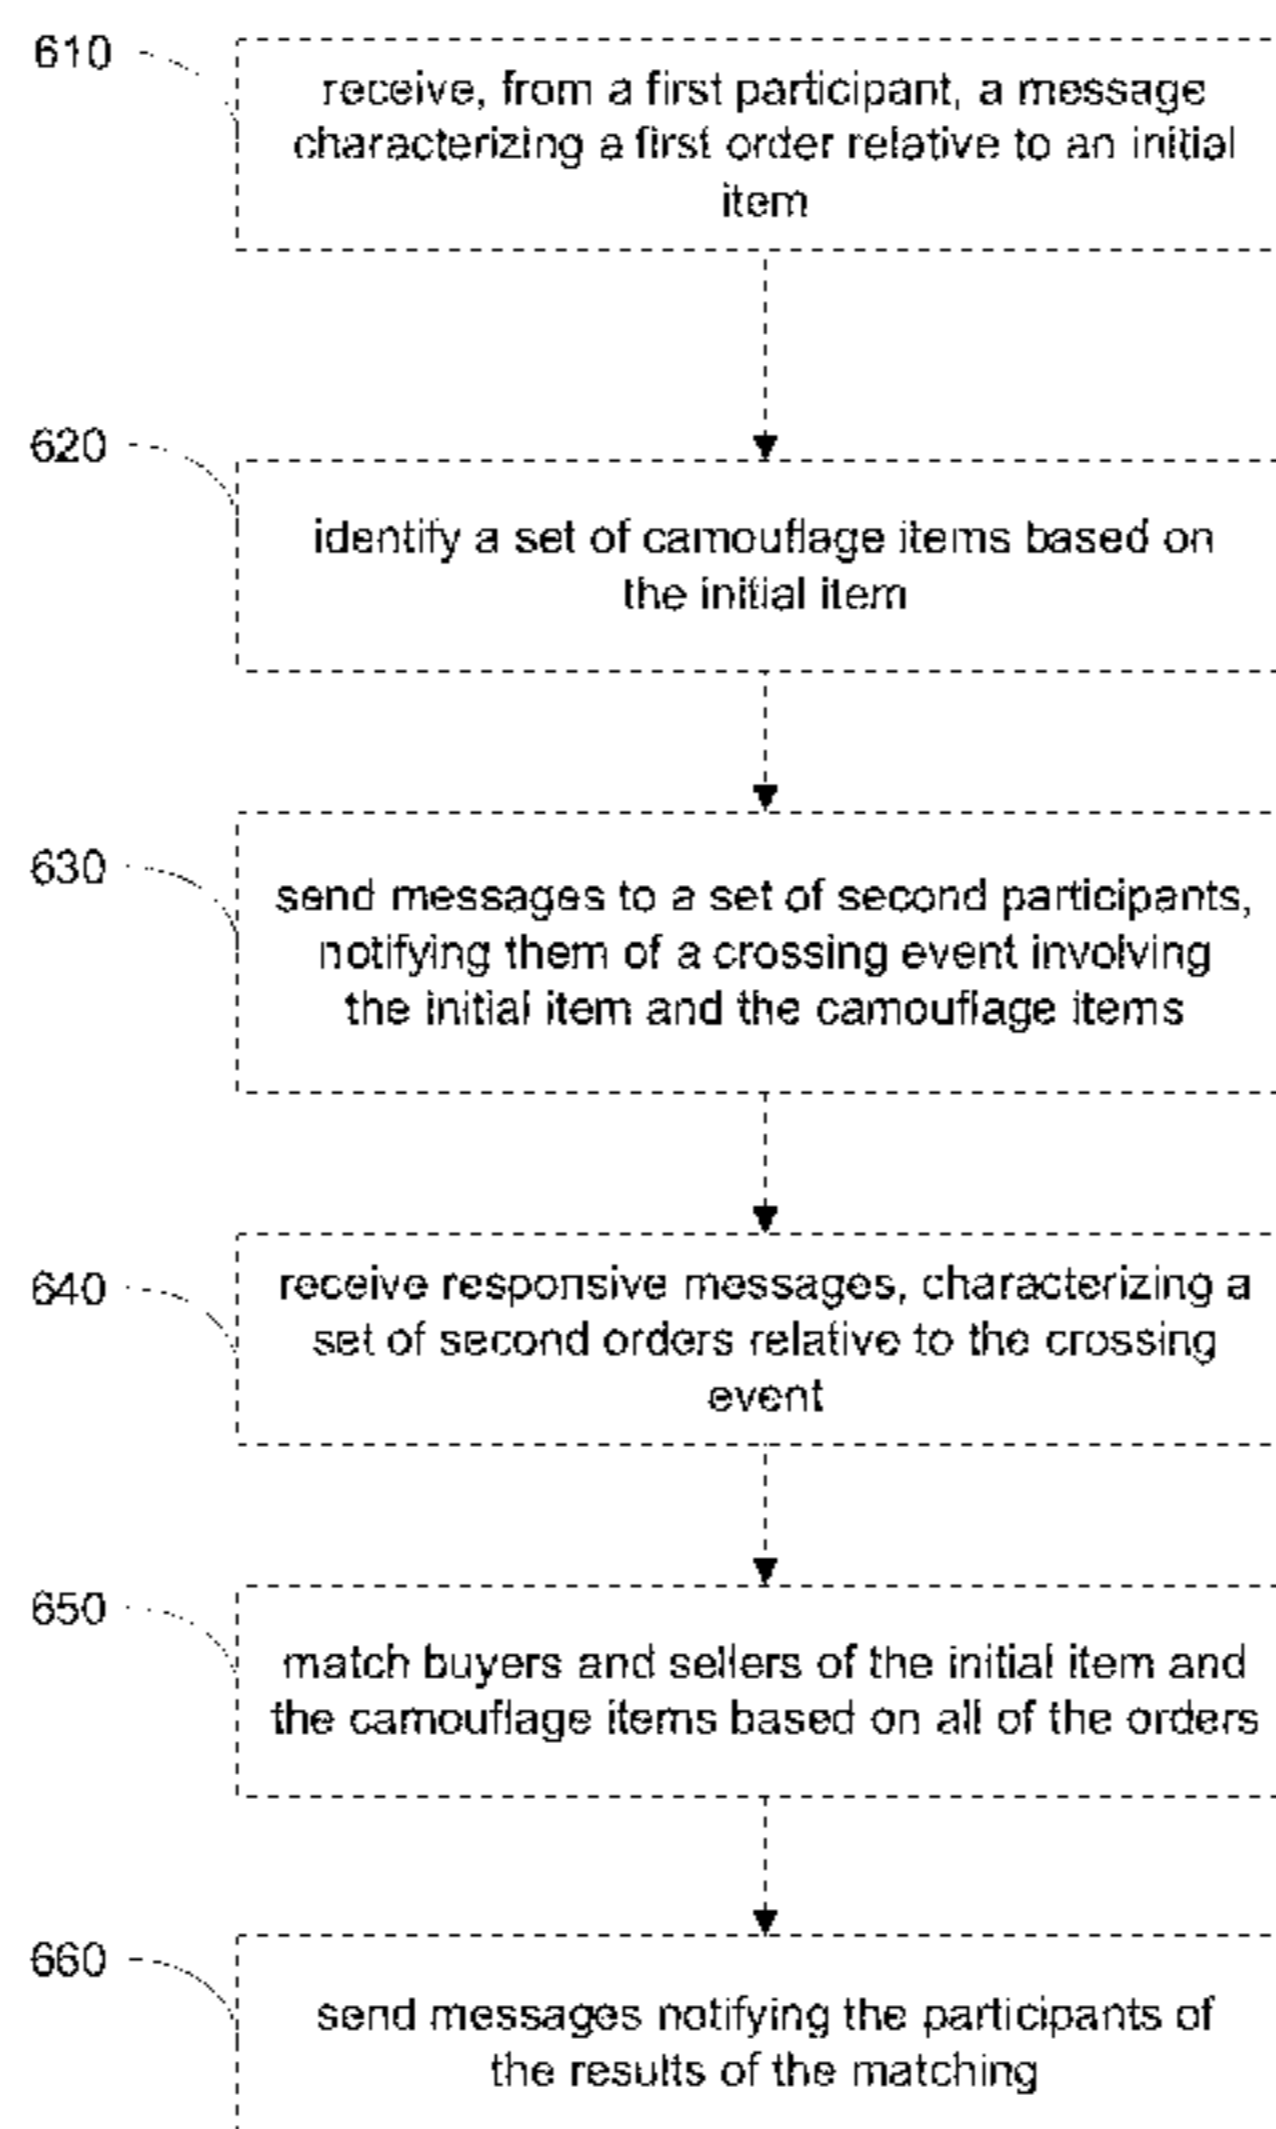 610
receive, from a first participant, a message
characterizing a first order relative to an initial
item
620
identify a set of camouflage items based on
the initial item
630
send messages to a set of second participants,
notifying them of a crossing event involving
the initial item and the camouflage items
640
receive responsive messages, characterizing a
set of second orders relative to the crossing
event
650
match buyers and sellers of the initial item and
the camouflage items based on all of the orders
660
send messages notifying the participants of
the results of the matching